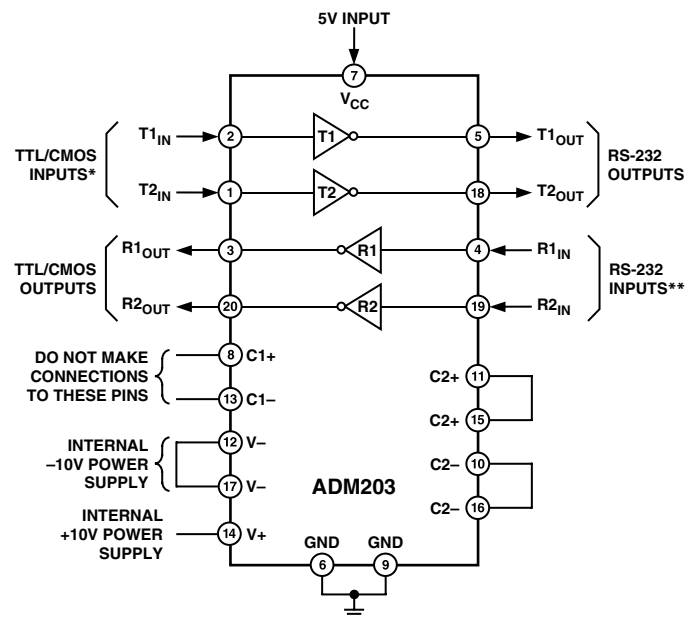 5V INPUT
7
VCC
TTL/CMOS
INPUTS*
T1IN
2
T1
5
T1OUT
T2IN
1
T2
18
T2OUT
RS-232
OUTPUTS
TTL/CMOS
OUTPUTS
R1OUT
3
R1
4
R1IN
R2OUT
20
R2
19
R2IN
RS-232
INPUTS**
DO NOT MAKE
CONNECTIONS
TO THESE PINS
8 C1+
13 C1–
INTERNAL
–10V POWER
SUPPLY
12 V–
17 V–
INTERNAL
+10V POWER
SUPPLY
14 V+
C2+ 11
C2+ 15
C2– 10
C2– 16
ADM203
GND GND
6 9